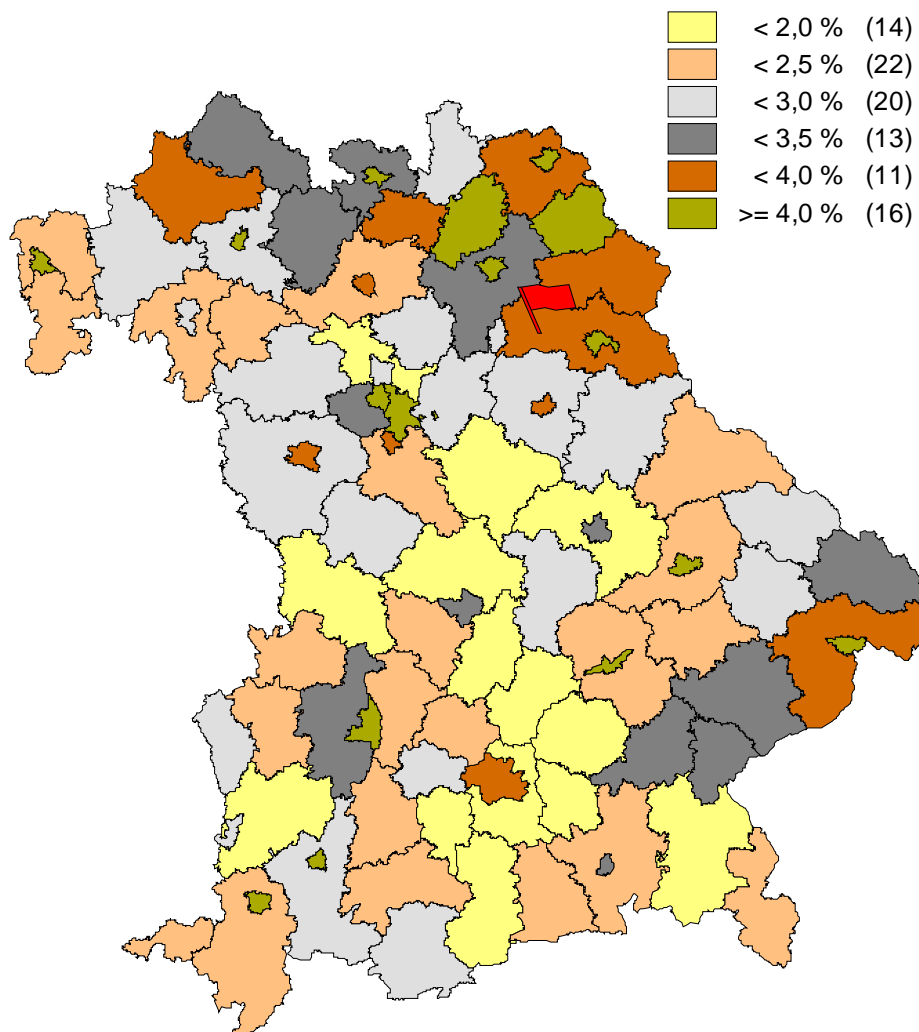 < 2,0 % (14)
< 2,5 % (22)
< 3,0 % (20)
< 3,5 % (13)
< 4,0 % (11)
>= 4,0 % (16)